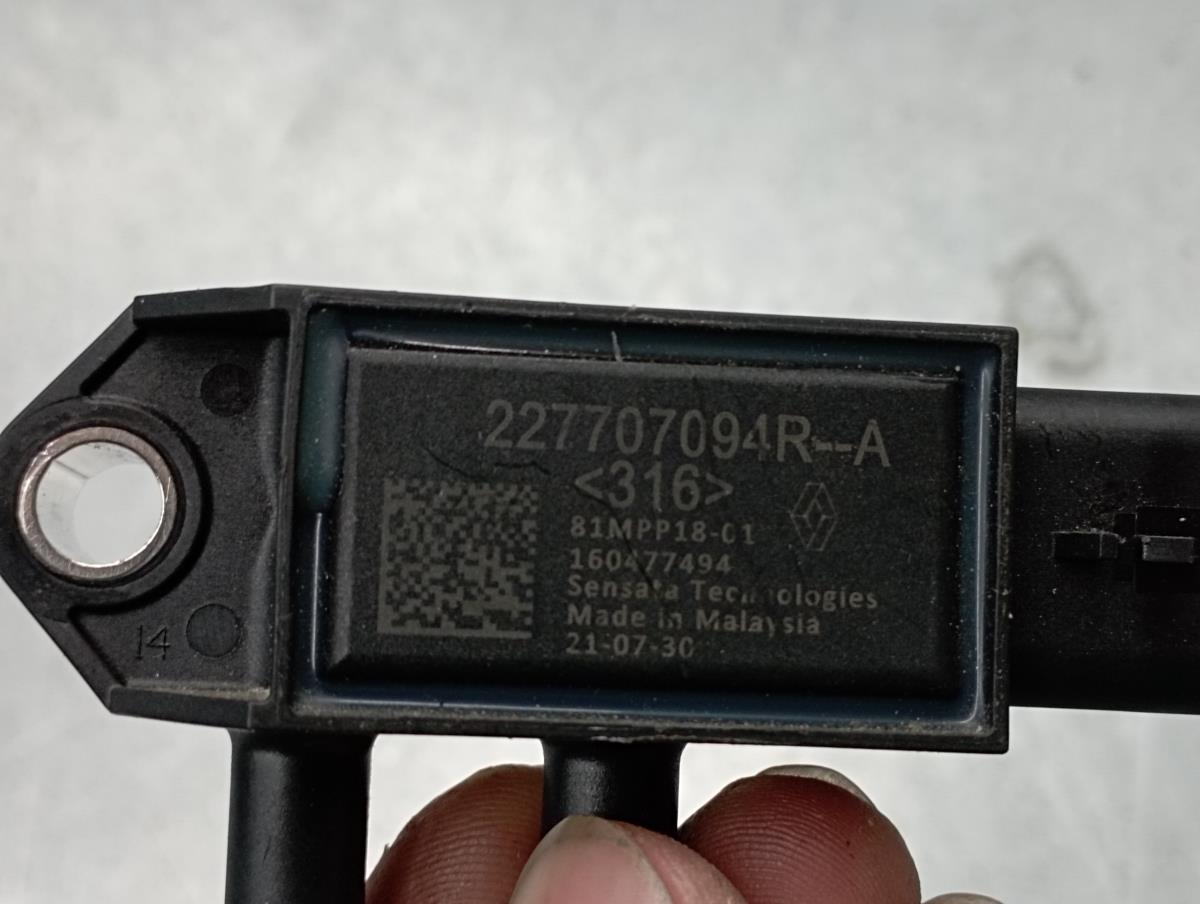 227707094R--A
<316>
81MPP18-01
160477494
Sensata Technologies
Made in Malaysia
21-07-30
14